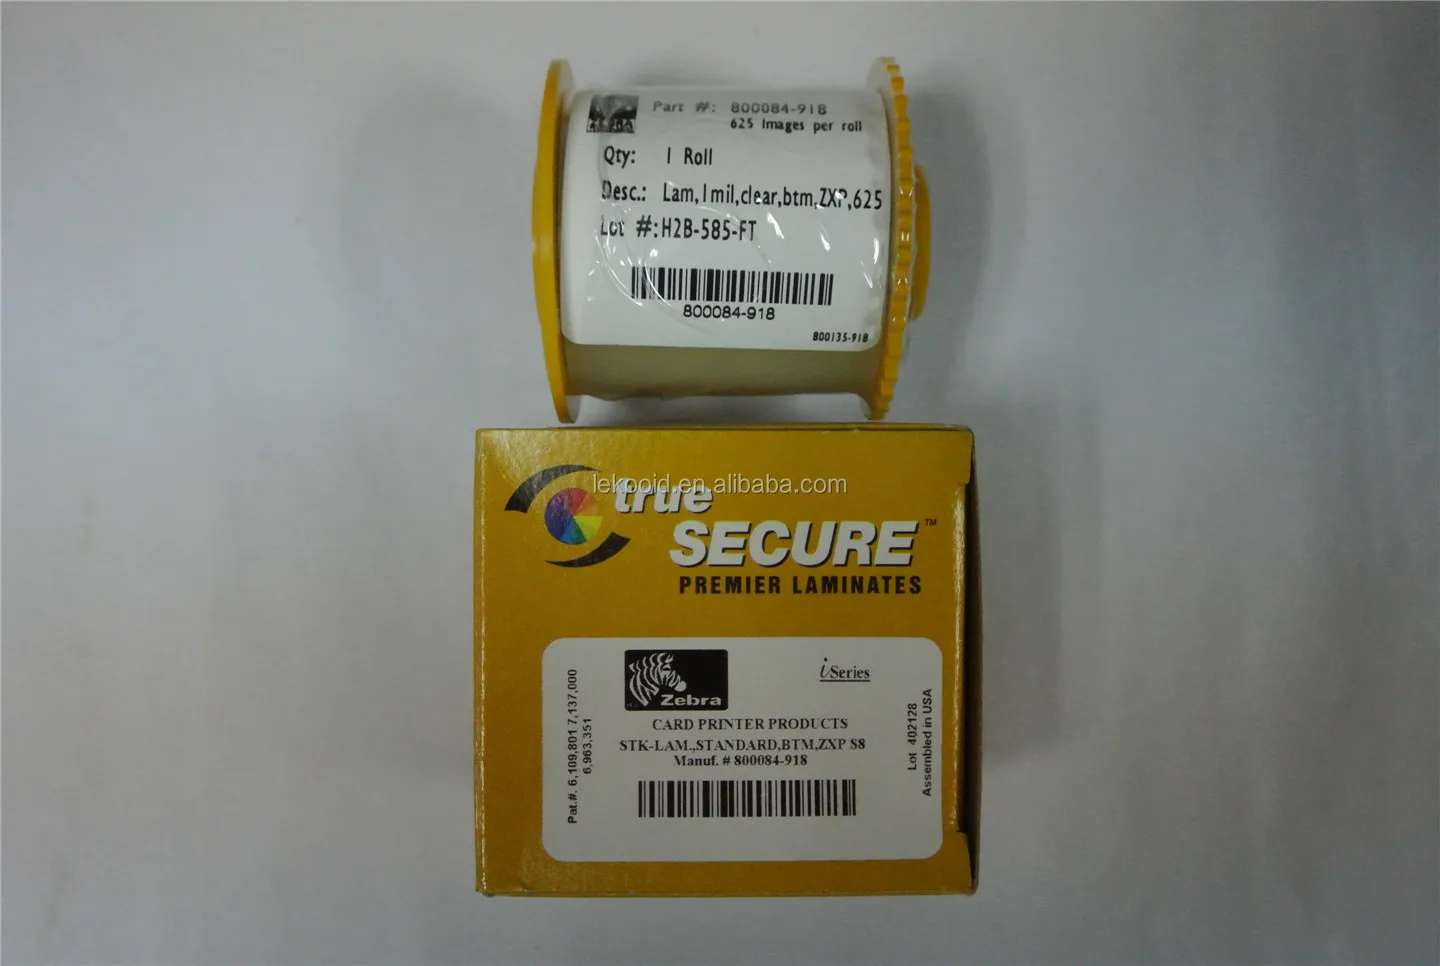 Part #: 800084-918
625 Images per roll
Qty: 1 Roll
Desc.: Lam,1mil,clear,btm,ZXP,625
Lot #:H2B-585-FT
800084-918
800135-918
lekooid.en.alibaba.com
true
SECURE™
PREMIER LAMINATES
Zebra
iSeries
CARD PRINTER PRODUCTS
STK-LAM.,STANDARD,BTM,ZXP S8
Manuf. # 800084-918
Pat.#. 6,109,801 7,137,000
6,963,351
Lot 402128
Assembled in USA